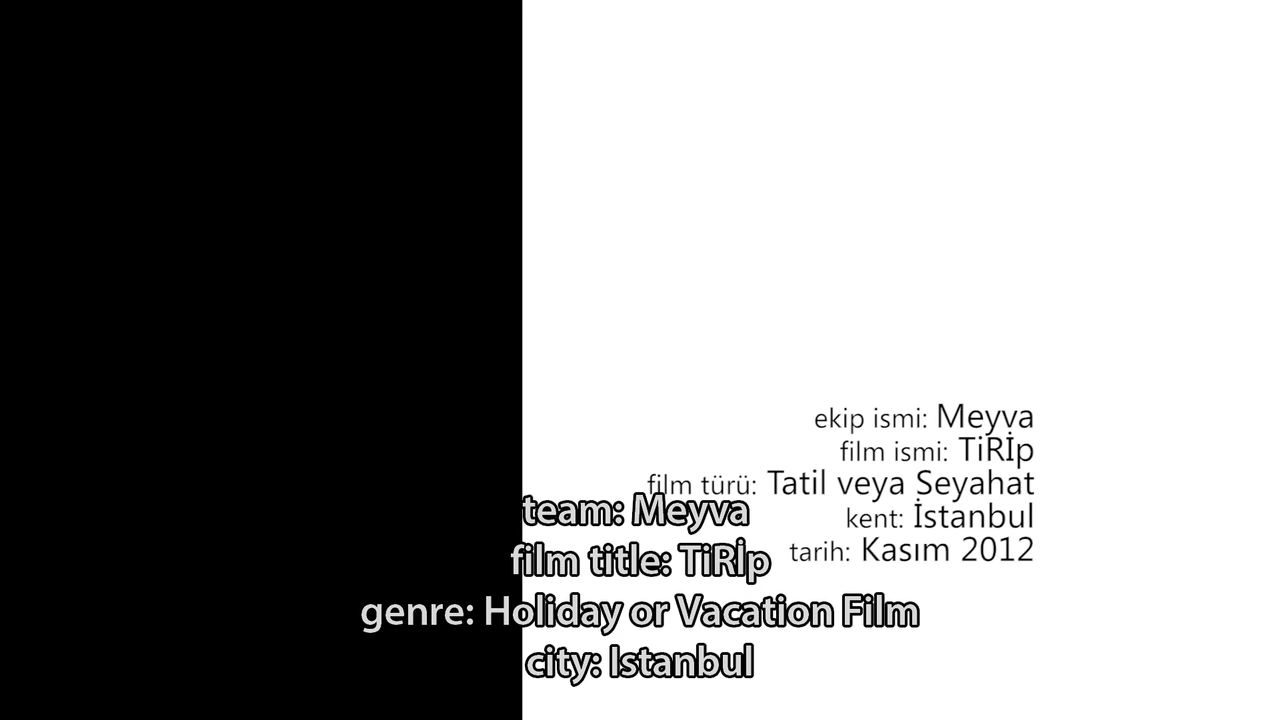 ekip ismi: Meyva
film ismi: TiRİp
film türü: Tatil veya Seyahat
kent: İstanbul
tarih: Kasım 2012
team: Meyva
film title: TiRİp
genre: Holiday or Vacation Film
city: Istanbul